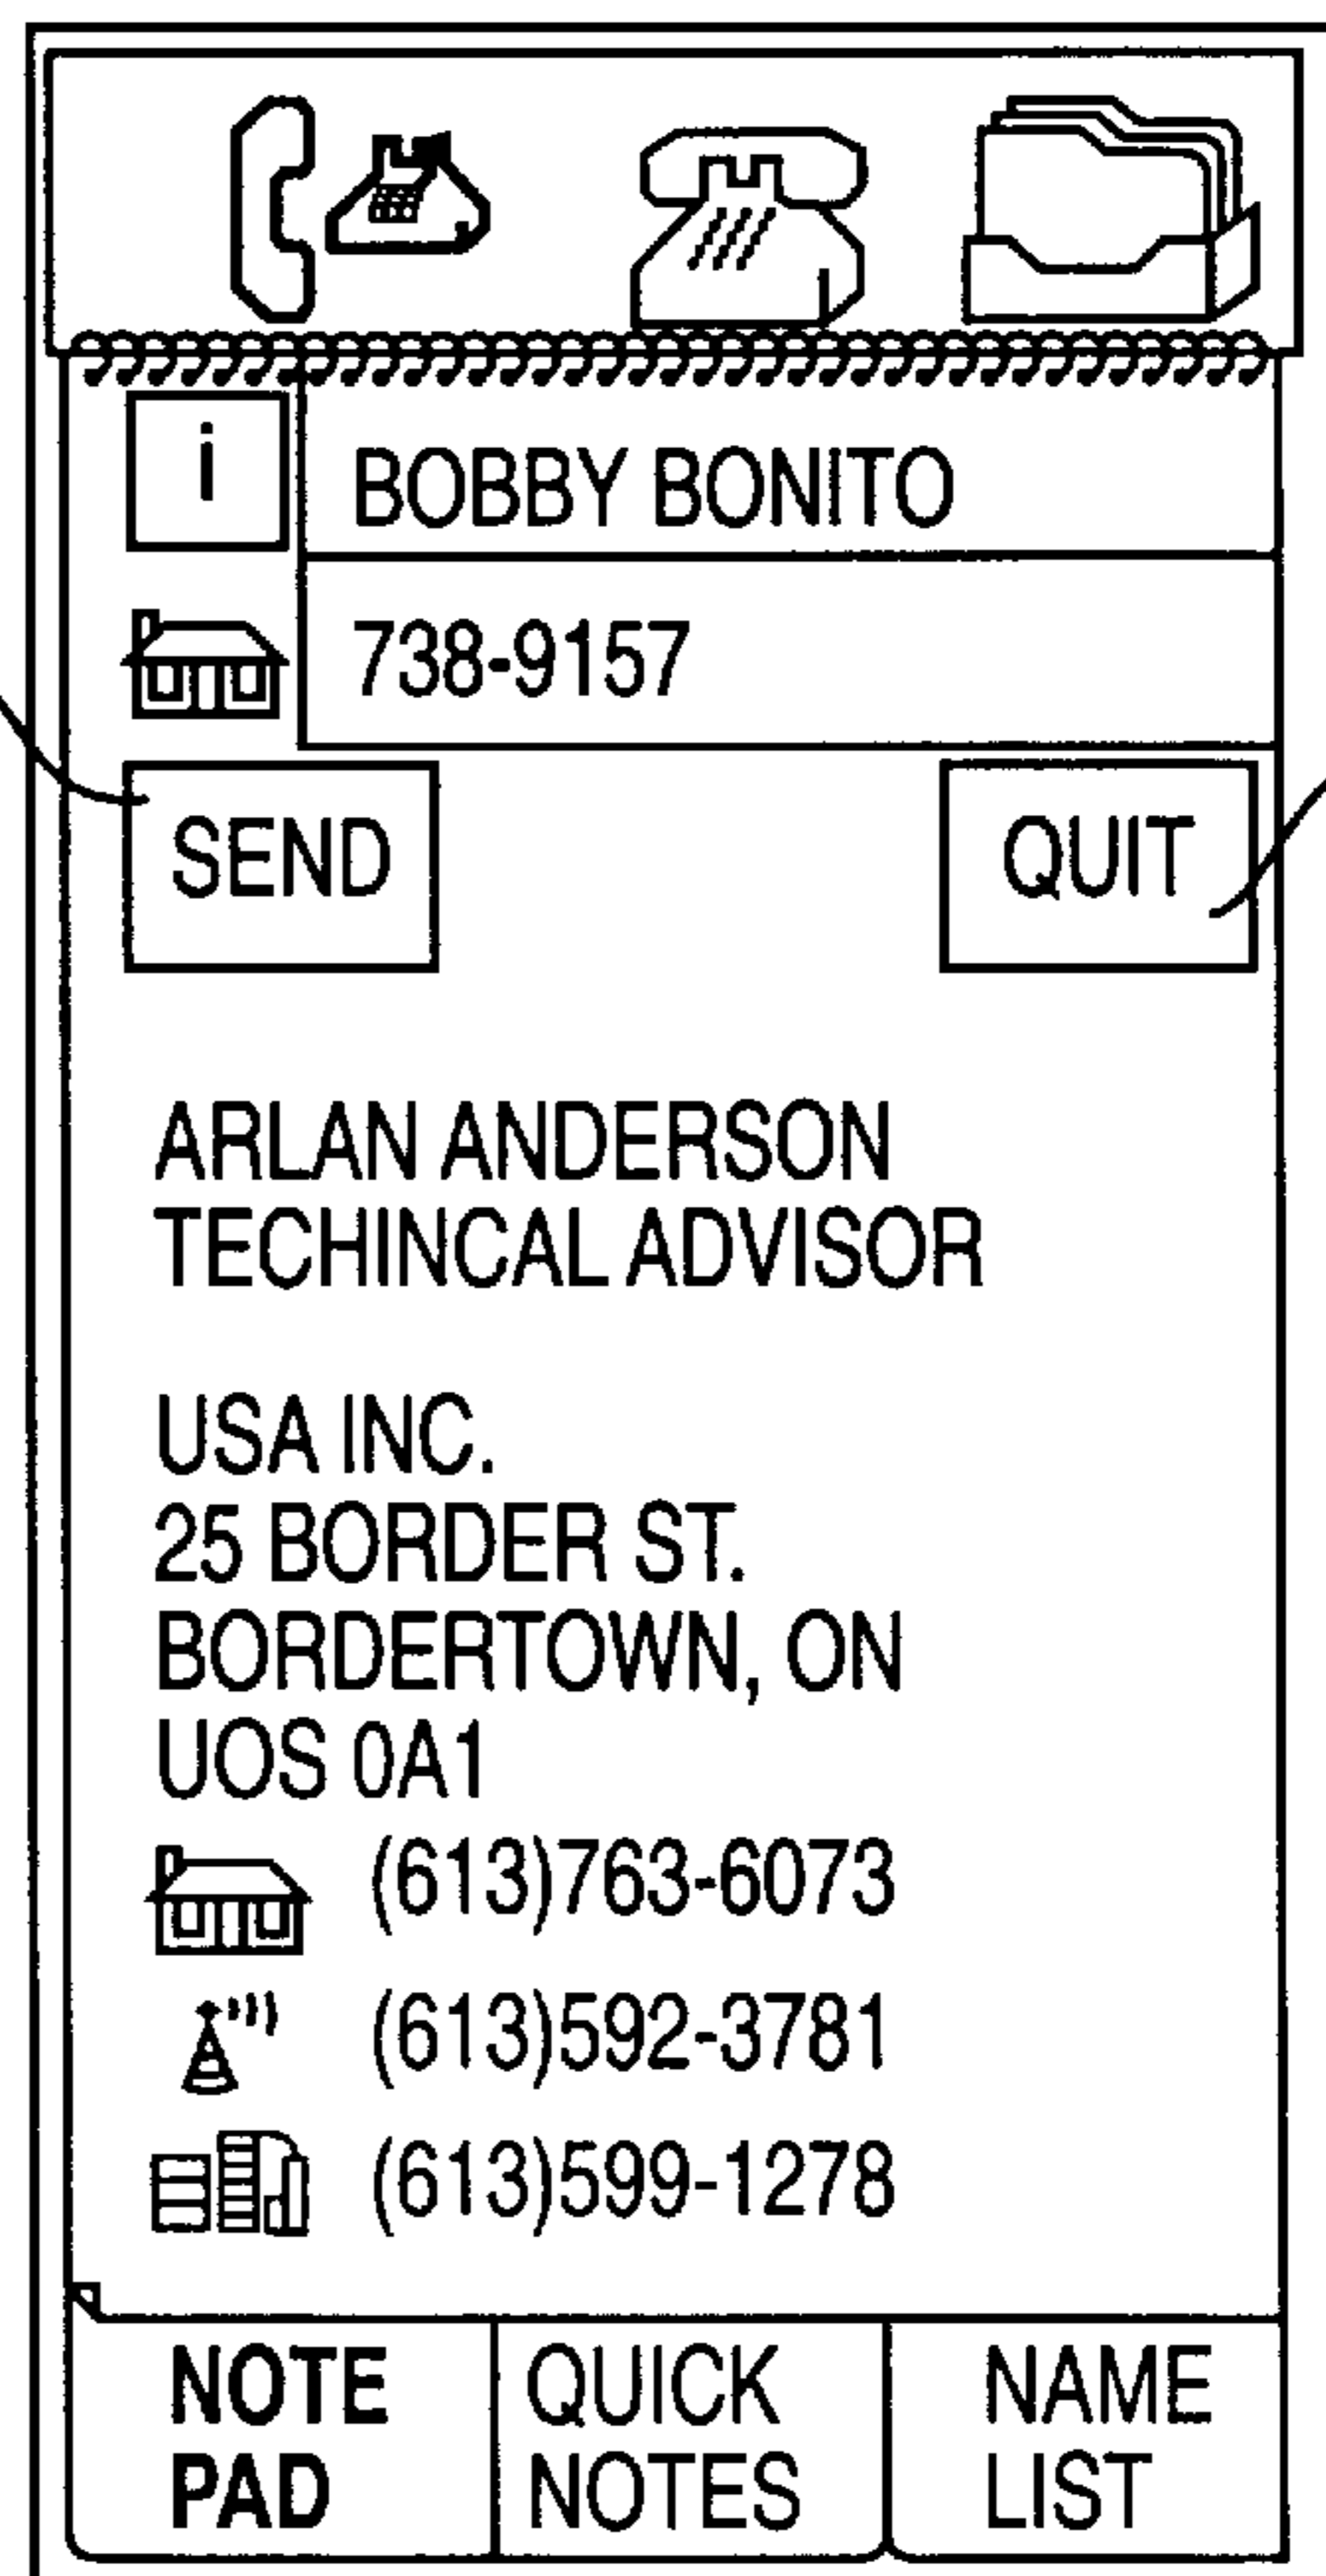 i
BOBBY BONITO
738-9157
SEND
QUIT
ARLAN ANDERSON
TECHINCAL ADVISOR
USA INC.
25 BORDER ST.
BORDERTOWN, ON
UOS 0A1
(613)763-6073
(613)592-3781
(613)599-1278
NOTE
PAD
QUICK
NOTES
NAME
LIST